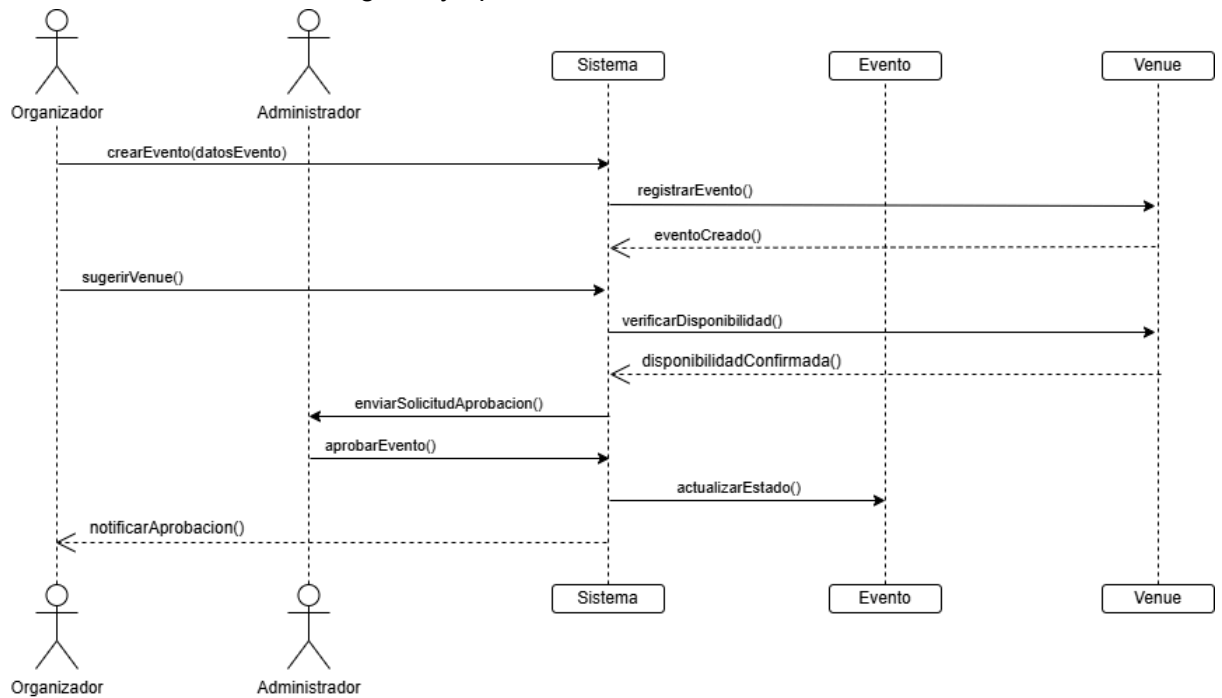 Organizador
Administrador
Sistema
Evento
Venue
crearEvento(datosEvento)
registrarEvento()
eventoCreado()
sugerirVenue()
verificarDisponibilidad()
disponibilidadConfirmada()
enviarSolicitudAprobacion()
aprobarEvento()
actualizarEstado()
notificarAprobacion()
Sistema
Evento
Venue
Organizador
Administrador